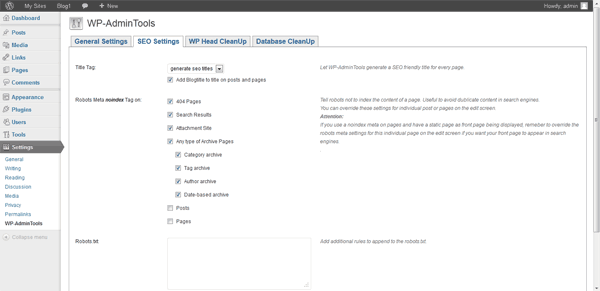 My Sites Blog1 + New Howdy, admin
Dashboard
Posts
Media
Links
Pages
Comments
Appearance
Plugins
Users
Tools
Settings
General
Writing
Reading
Discussion
Media
Privacy
Permalinks
WP-AdminTools
Collapse menu
WP-AdminTools
General Settings SEO Settings WP Head CleanUp Database CleanUp
Title Tag:
generate seo titles
Add Blogtitle to title on posts and pages
Let WP-AdminTools generate a SEO friendly title for every page.
Robots Meta noindex Tag on:
404 Pages
Search Results
Attachment Site
Any type of Archive Pages
Category archive
Tag archive
Author archive
Date-based archive
Posts
Pages
Tell robots not to index the content of a page. Useful to avoid dublicate content in search engines.
You can override these settings for individual post or pages on the edit screen.
Attention:
If you use a noindex meta on pages and have a static page as front page being displayed, remeber to override the
robots meta settings for this individual page on the edit screen if you want your front page to appear in search
engines.
Robots.txt:
Add additional rules to append to the robots.txt